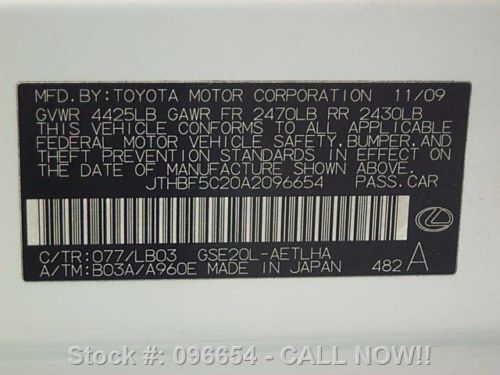 MFD.BY:TOYOTA MOTOR CORPORATION 11/09
GVWR 4425LB GAWR FR 2470LB RR 2430LB
THIS VEHICLE CONFORMS TO ALL APPLICABLE
FEDERAL MOTOR VEHICLE SAFETY,BUMPER,AND
THEFT PREVENTION STANDARDS IN EFFECT ON
THE DATE OF MANUFACTURE SHOWN ABOVE.
JTHBF5C20A2096654 PASS.CAR
C/TR:077/LB03 GSE20L-AETLHA
A/TM:B03A/A960E MADE IN JAPAN 482 A
Stock #: 096654 - CALL NOW!!